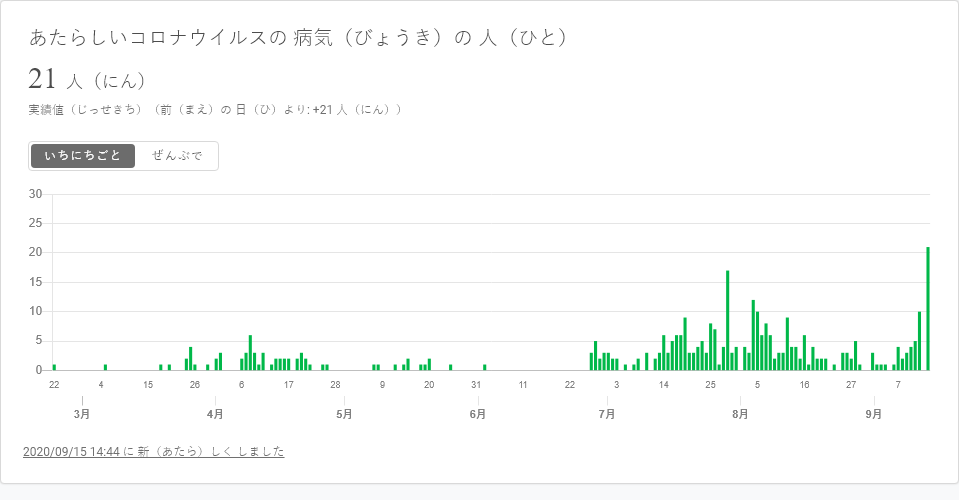 あたらしいコロナウイルスの 病気（びょうき）の 人（ひと）
21 人（にん）
実績値（じっせきち）（前（まえ）の 日（ひ）より: +21 人（にん））
いちにちごと ぜんぶで
30
25
20
15
10
5
0
22 4 15 26 6 17 28 9 20 31 11 22 3 14 25 5 16 27 7
3月 4月 5月 6月 7月 8月 9月
2020/09/15 14:44 に 新（あたら）しく しました